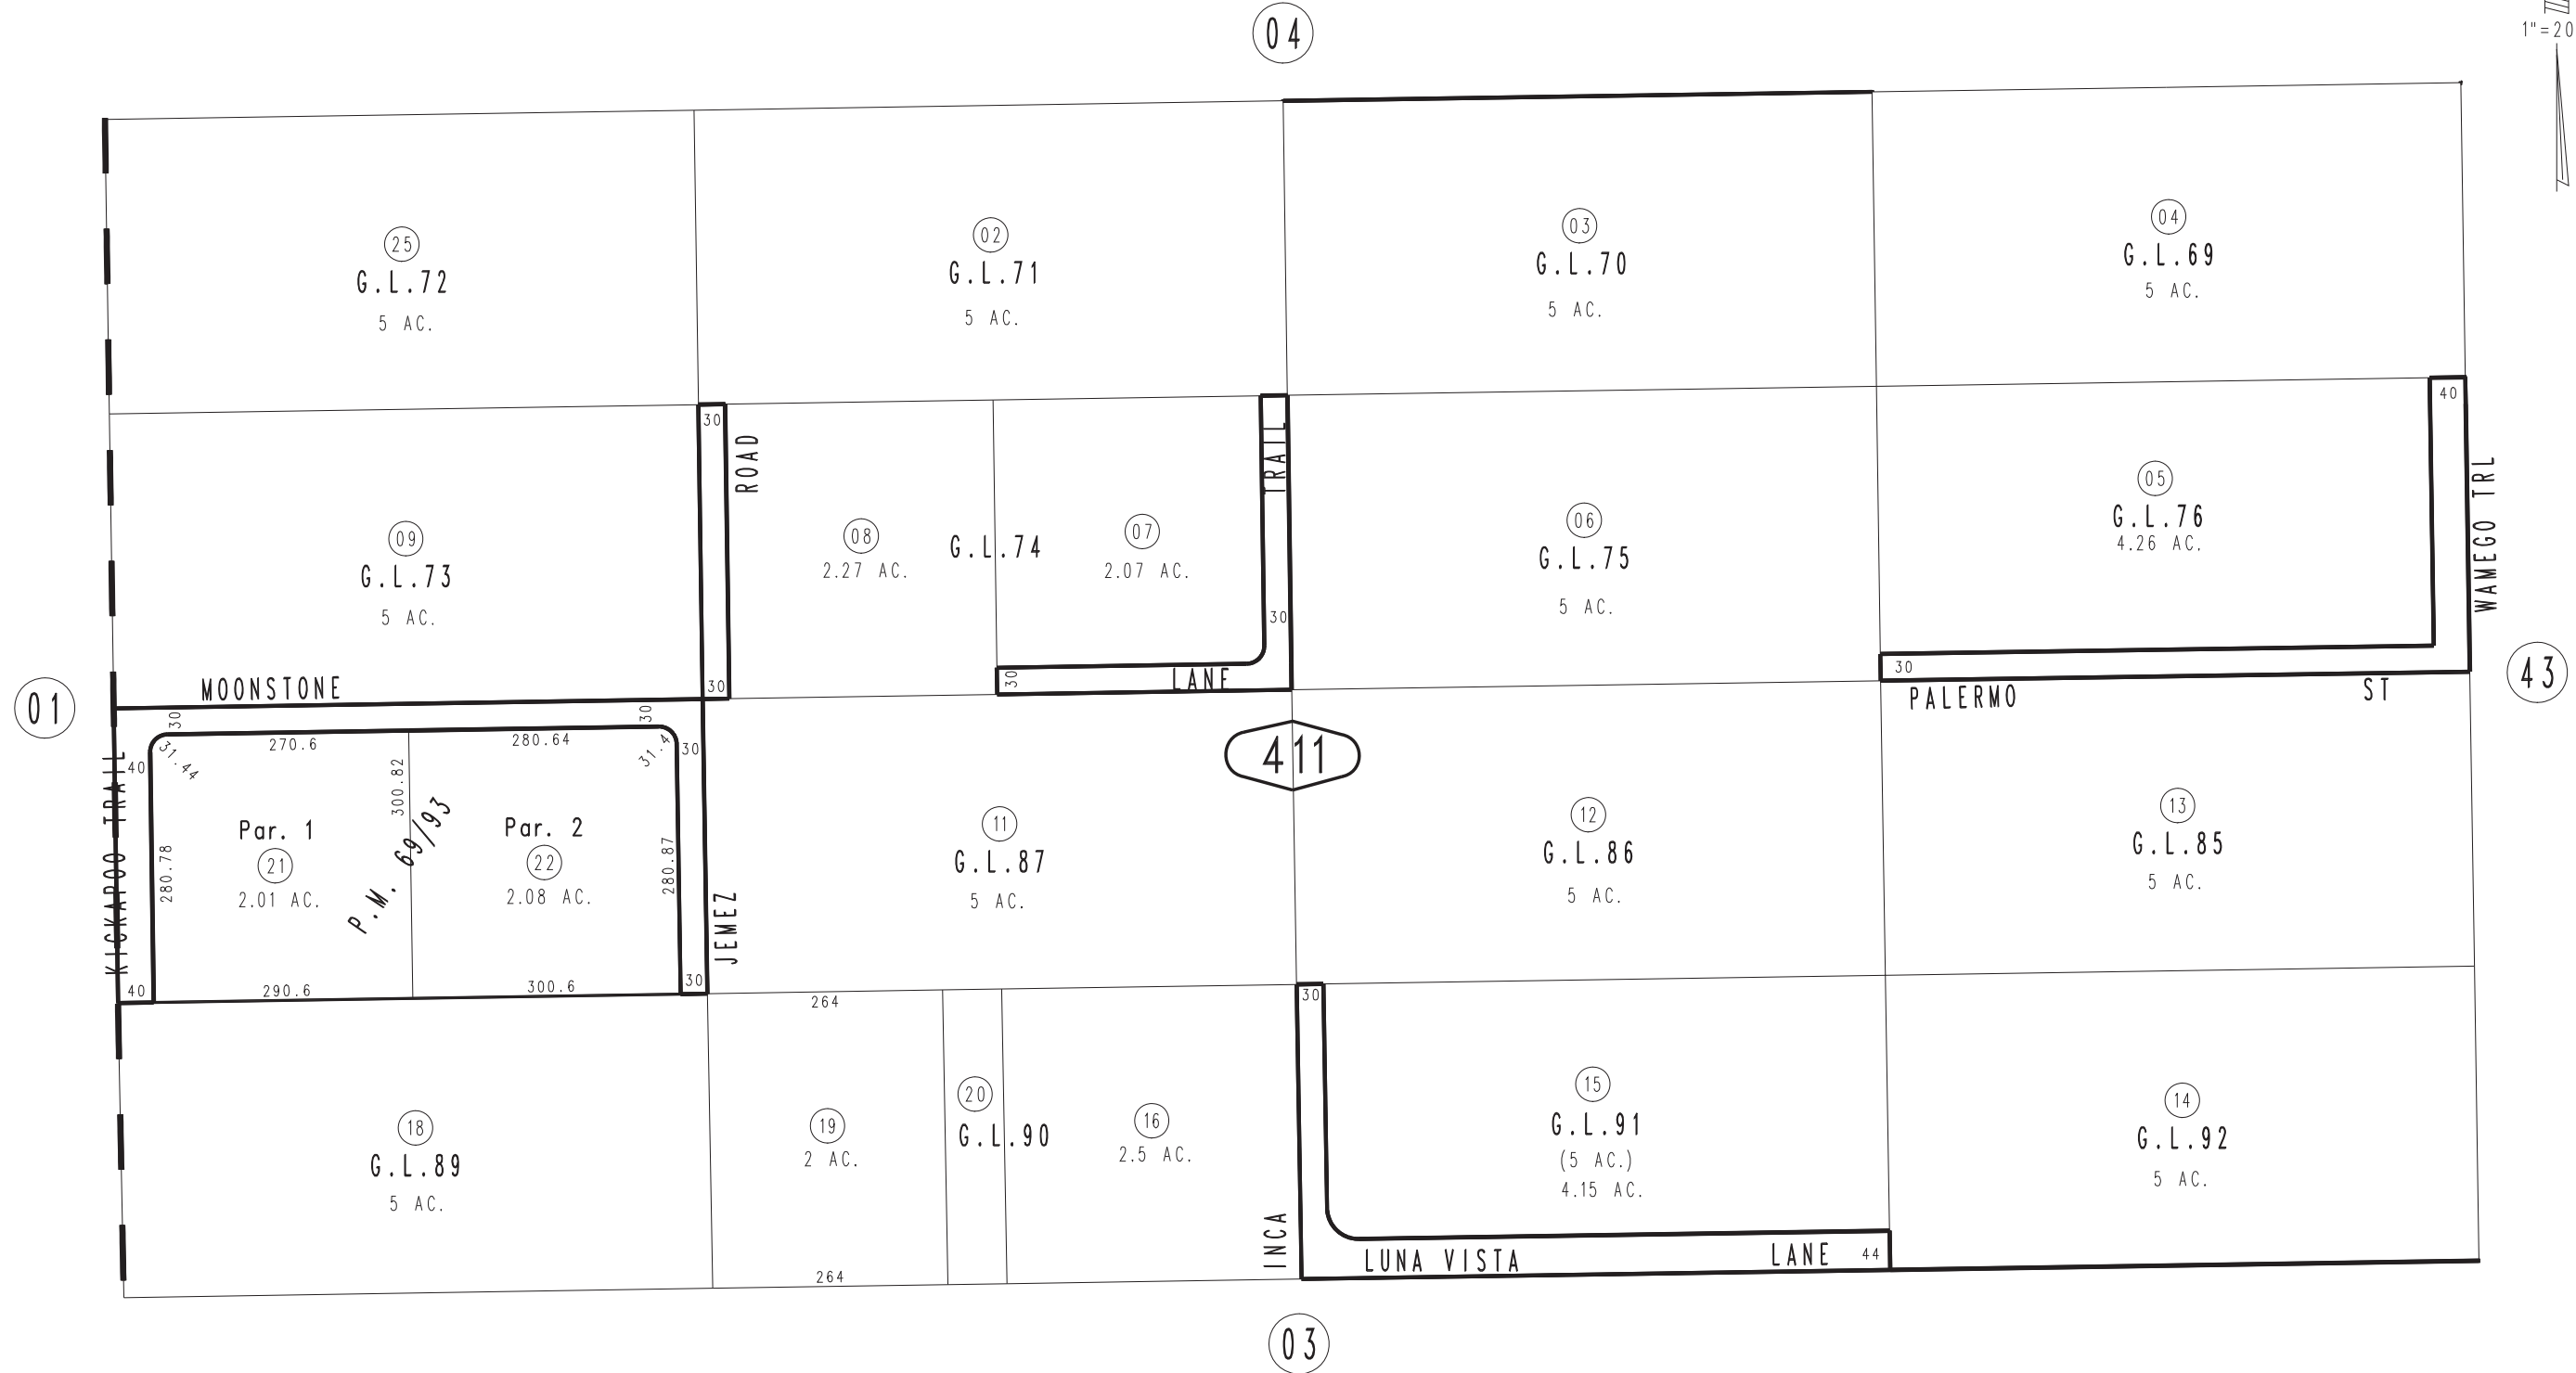 04
1"=20
25
G.L.72
5 AC.
02
G.L.71
5 AC.
03
G.L.70
5 AC.
04
G.L.69
5 AC.
30
ROAD
TRAIL
40
WAMEGO TRL
09
G.L.73
5 AC.
08
2.27 AC.
G.L.74
07
2.07 AC.
06
G.L.75
5 AC.
05
G.L.76
4.26 AC.
30
30
30
LANE
30
PALERMO
ST
01
43
MOONSTONE
30
30
270.6
280.64
31.44
31.4
30
40
300.82
411
KICKAPOO TRAIL
280.78
Par. 1
21
2.01 AC.
P.M. 69/93
Par. 2
22
2.08 AC.
280.87
JEMEZ
11
G.L.87
5 AC.
12
G.L.86
5 AC.
13
G.L.85
5 AC.
40
290.6
300.6
30
264
30
18
G.L.89
5 AC.
19
2 AC.
20
G.L.90
16
2.5 AC.
15
G.L.91
(5 AC.)
4.15 AC.
14
G.L.92
5 AC.
INCA
LUNA VISTA
LANE
44
264
03